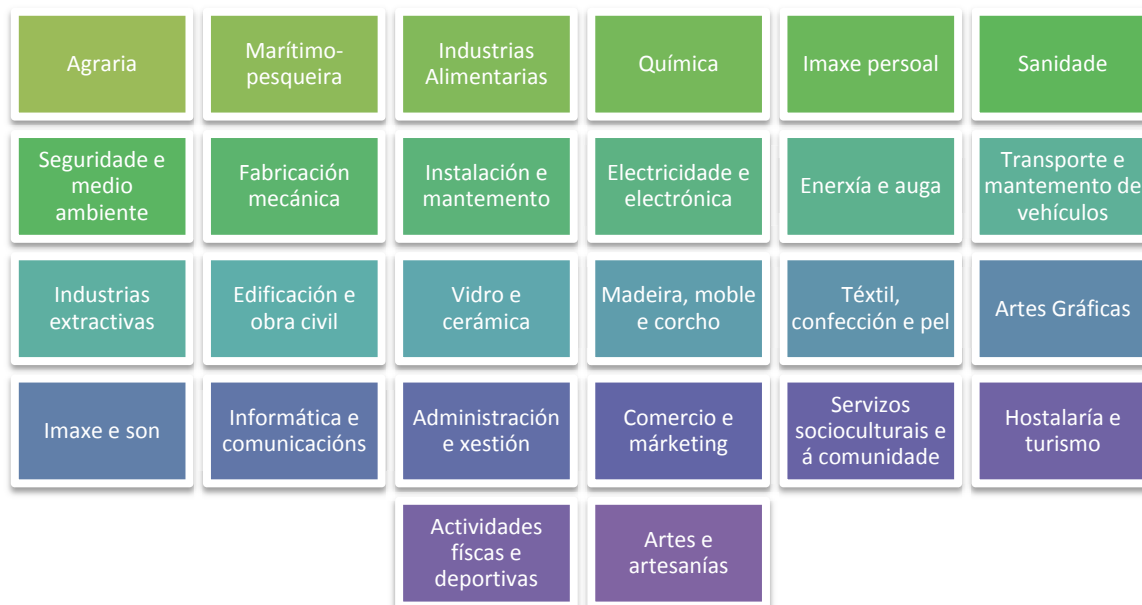 Agraria
Marítimo-
pesqueira
Industrias
Alimentarias
Química
Imaxe persoal
Sanidade
Seguridade e
medio
ambiente
Fabricación
mecánica
Instalación e
mantemento
Electricidade e
electrónica
Enerxía e auga
Transporte e
mantemento de
vehículos
Industrias
extractivas
Edificación e
obra civil
Vidro e
cerámica
Madeira, moble
e corcho
Téxtil,
confección e pel
Artes Gráficas
Imaxe e son
Informática e
comunicacións
Administración
e xestión
Comercio e
márketing
Servizos
socioculturais e
á comunidade
Hostalaría e
turismo
Actividades
físcas e
deportivas
Artes e
artesanías